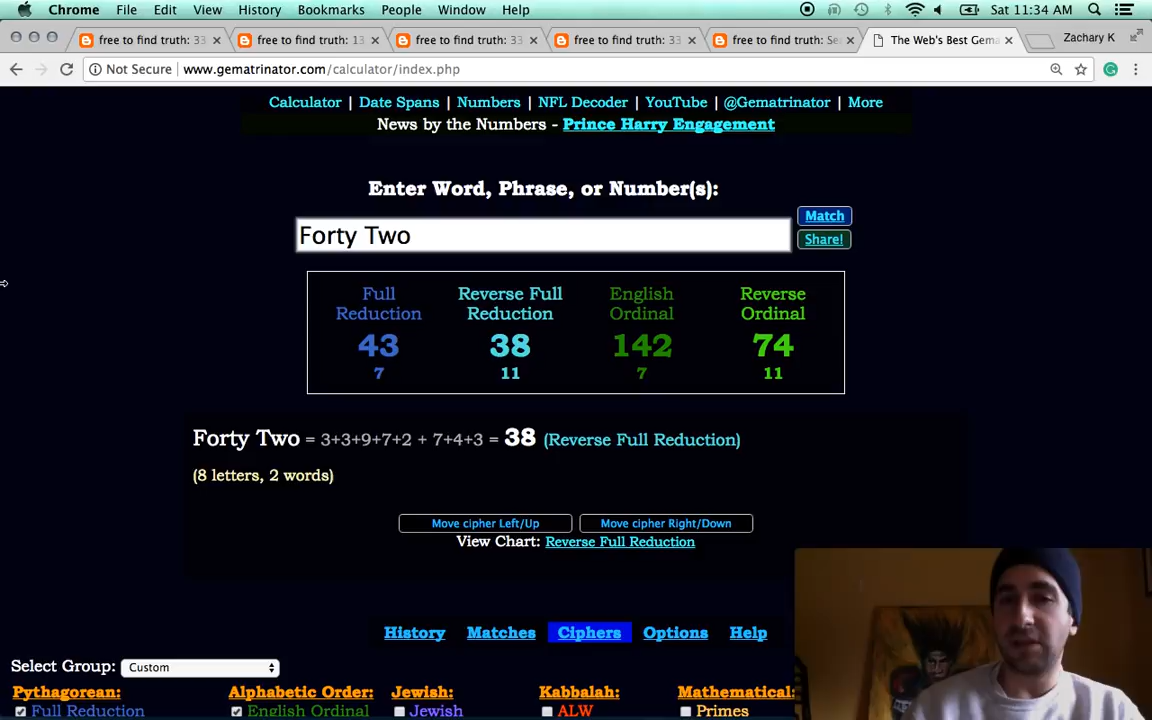 Chrome File Edit View History Bookmarks People Window Help Sat 11:34 AM
free to find truth: 33 × free to find truth: 13 × free to find truth: 33 × free to find truth: 33 × free to find truth: Se × The Web's Best Gema × Zachary K
Not Secure | www.gematrinator.com/calculator/index.php
Calculator | Date Spans | Numbers | NFL Decoder | YouTube | @Gematrinator | More
News by the Numbers - Prince Harry Engagement
Enter Word, Phrase, or Number(s):
Match
Forty Two
Share!
Full Reverse Full English Reverse
Reduction Reduction Ordinal Ordinal
43 38 142 74
7 11 7 11
Forty Two = 3+3+9+7+2 + 7+4+3 = 38 (Reverse Full Reduction)
(8 letters, 2 words)
Move cipher Left/Up Move cipher Right/Down
View Chart: Reverse Full Reduction
History Matches Ciphers Options Help
Select Group: Custom
Pythagorean: Alphabetic Order: Jewish: Kabbalah: Mathematical:
Full Reduction English Ordinal Jewish ALW Primes